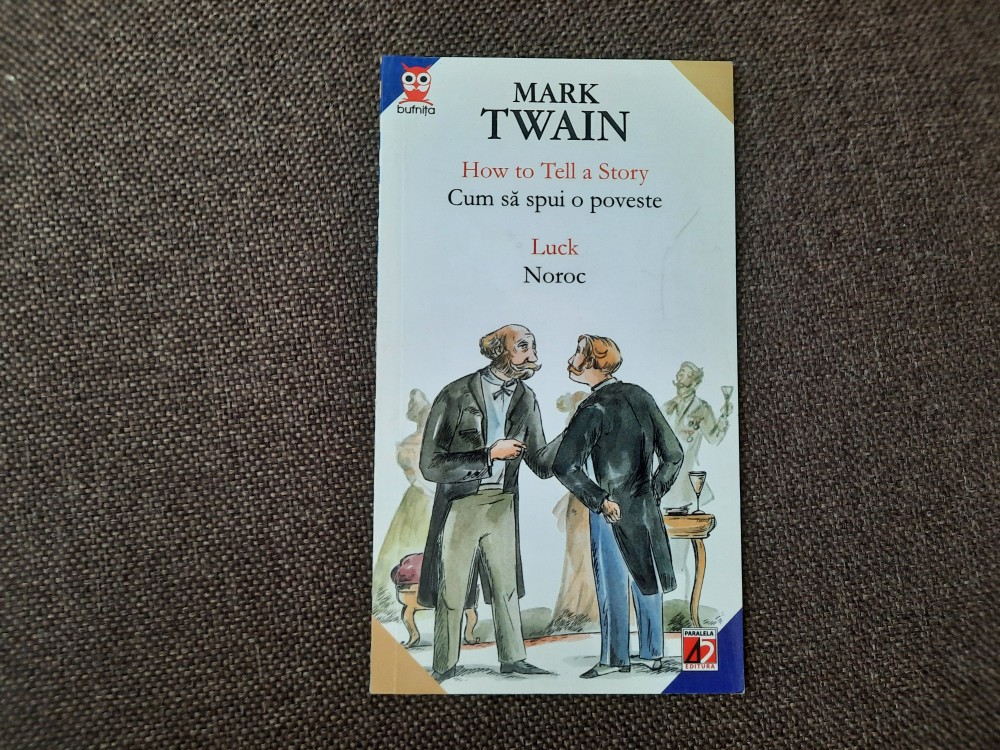 bufnița
MARK
TWAIN
How to Tell a Story
Cum să spui o poveste
Luck
Noroc
PARALELA
45
EDITURA